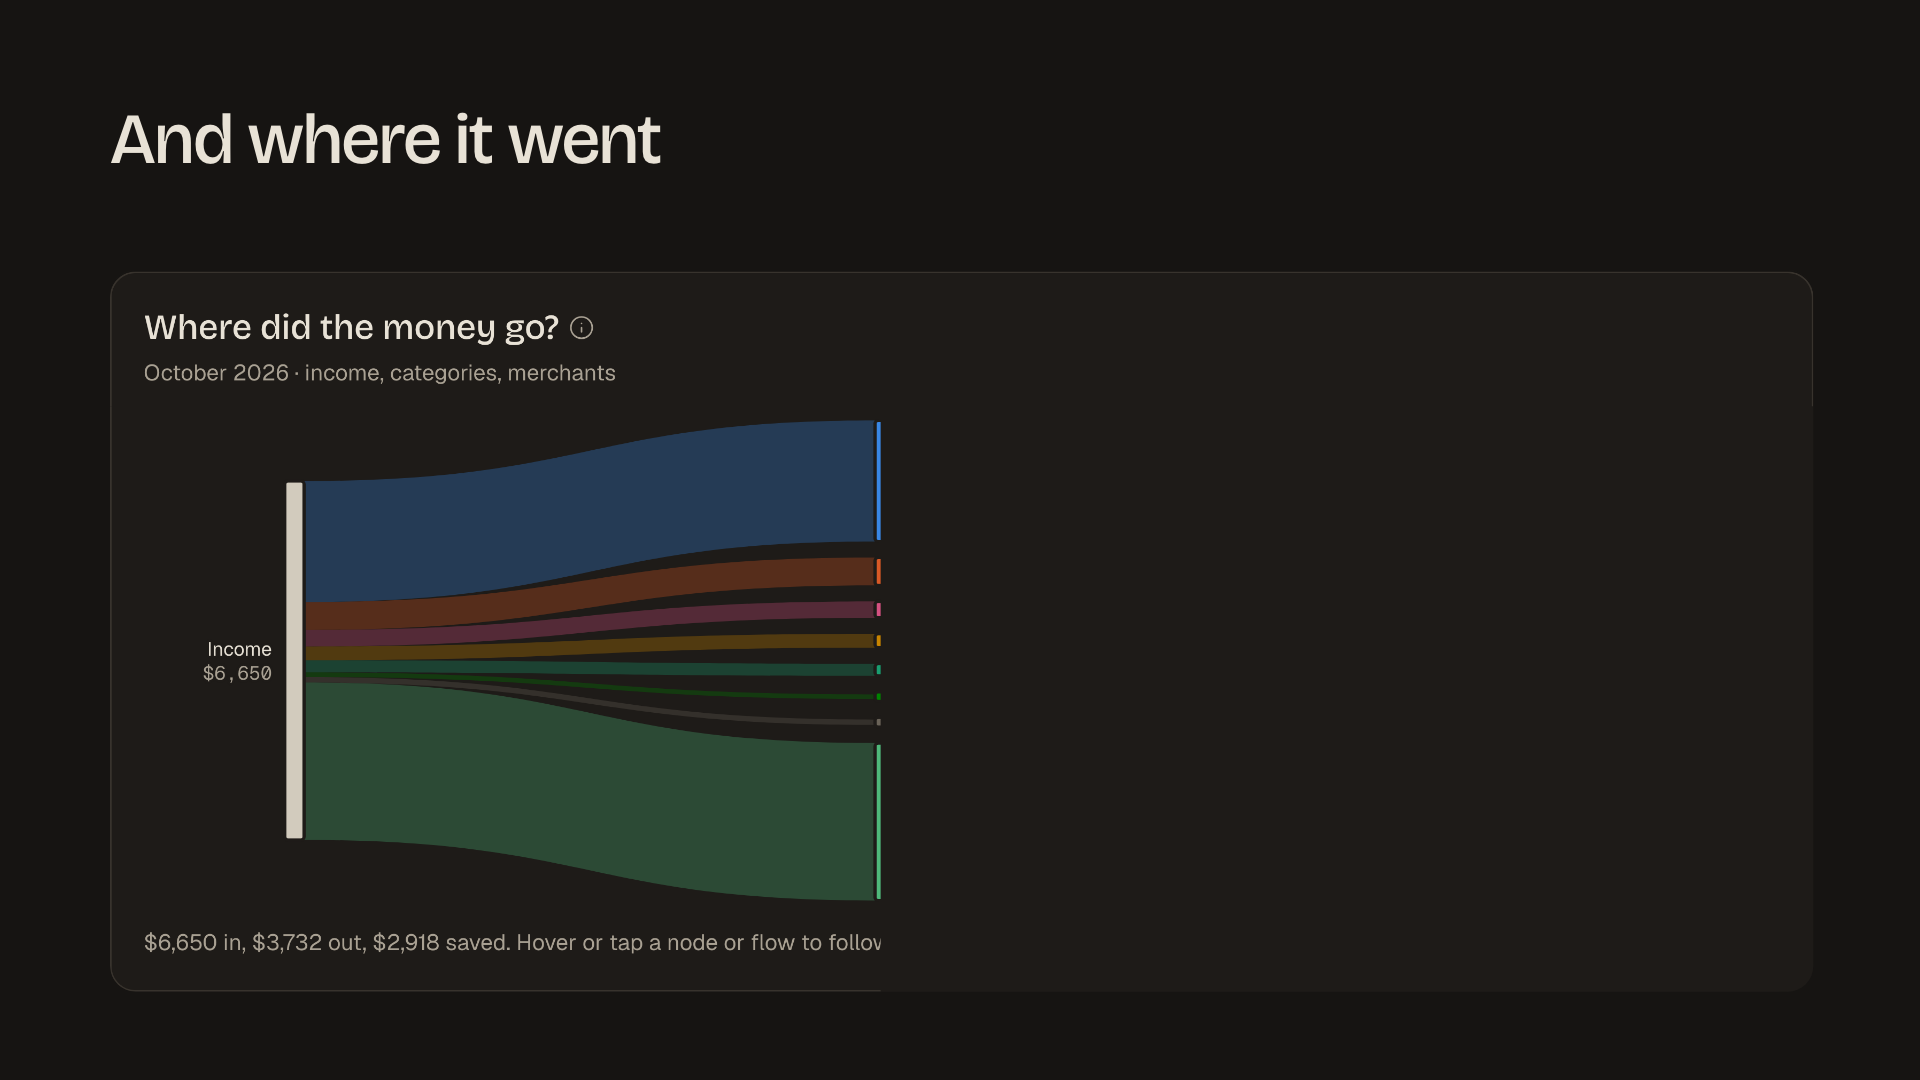 And where it went
Where did the money go?
October 2026 · income, categories, merchants
Income
$6,650
$6,650 in, $3,732 out, $2,918 saved. Hover or tap a node or flow to